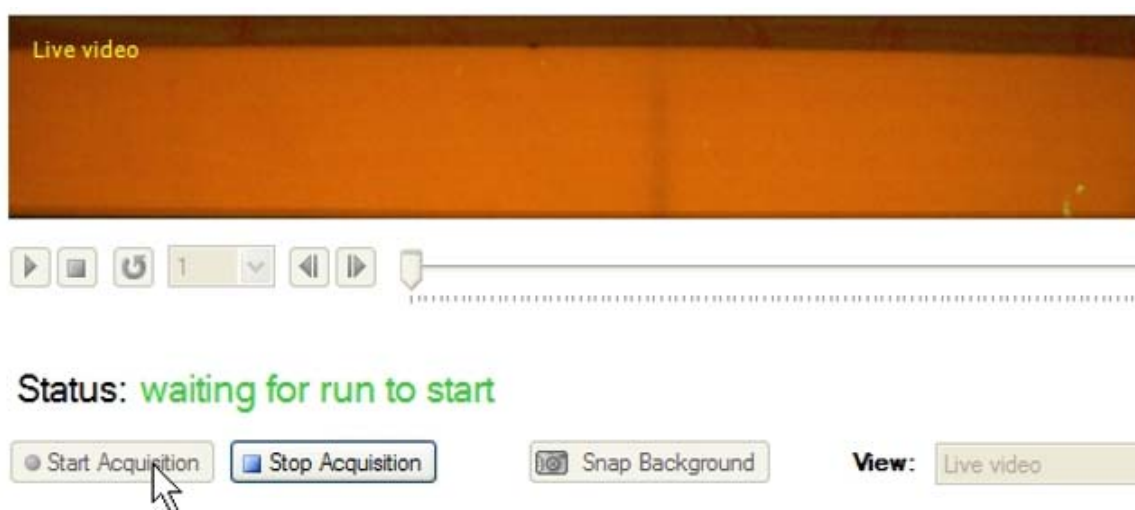 Live video
1
Status: waiting for run to start
Start Acquisition Stop Acquisition Snap Background View: Live video